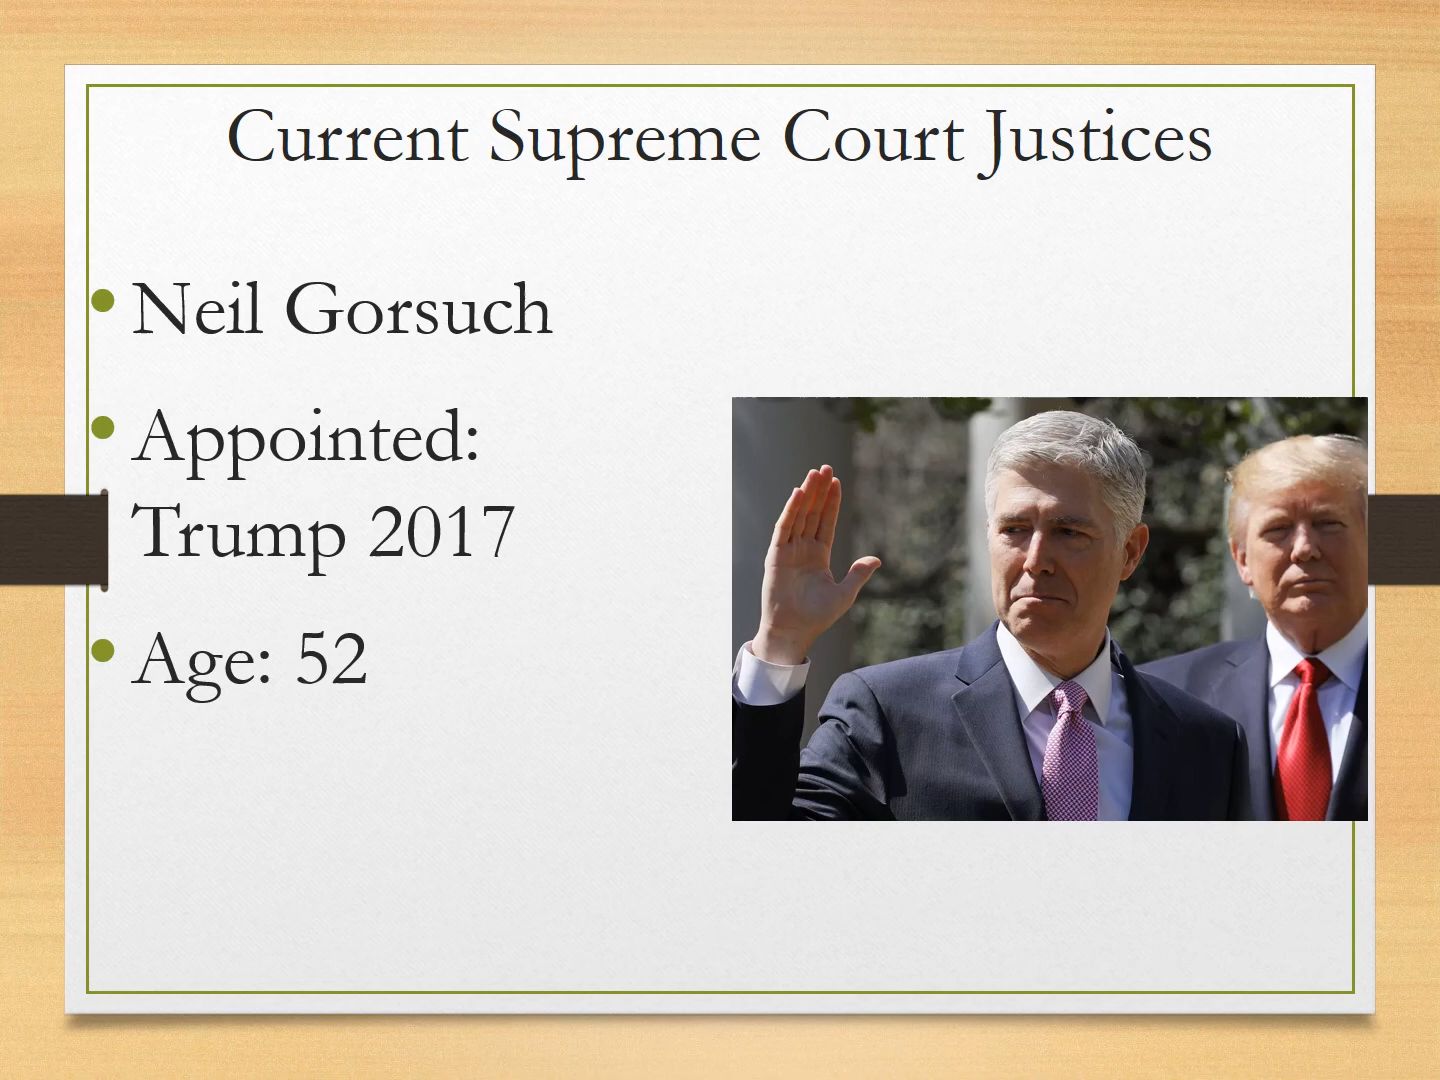 Current Supreme Court Justices
Neil Gorsuch
Appointed:
Trump 2017
Age: 52